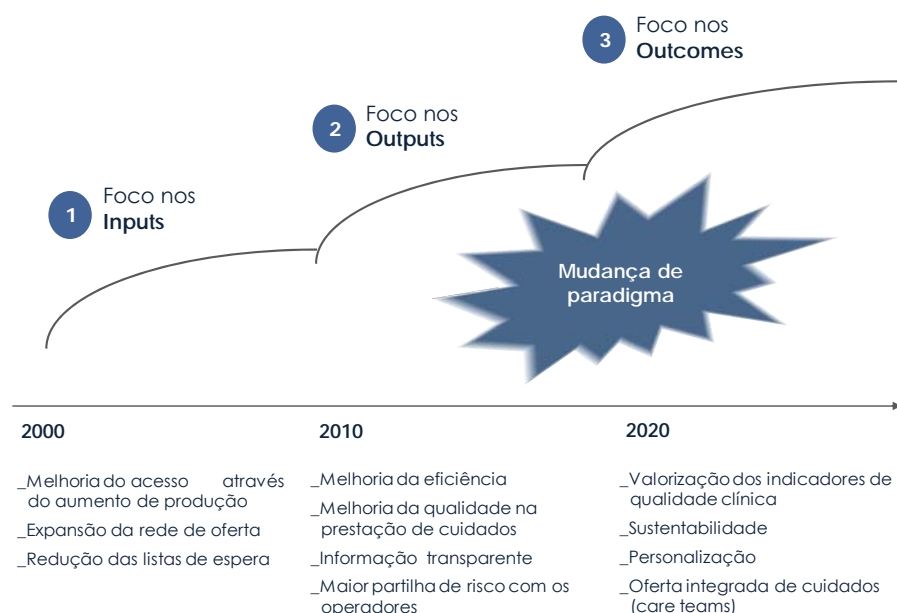 3
Foco nos
Outcomes
2
Foco nos
Outputs
1
Foco nos
Inputs
Mudança de
paradigma
2000
_Melhoria do acesso através
do aumento de produção
_Expansão da rede de oferta
_Redução das listas de espera
2010
_Melhoria da eficiência
_Melhoria da qualidade na
prestação de cuidados
_Informação transparente
_Maior partilha de risco com os
operadores
2020
_Valorização dos indicadores de
qualidade clínica
_Sustentabilidade
_Personalização
_Oferta integrada de cuidados
(care teams)